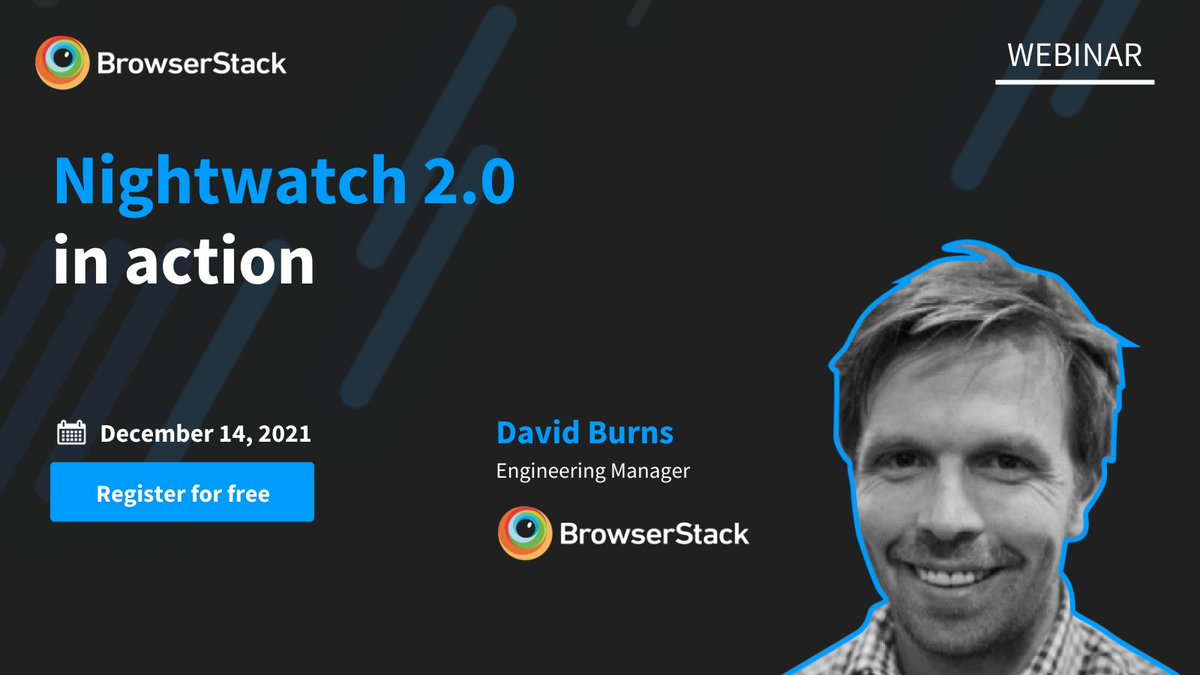 BrowserStack
WEBINAR
Nightwatch 2.0
in action
December 14, 2021
Register for free
David Burns
Engineering Manager
BrowserStack